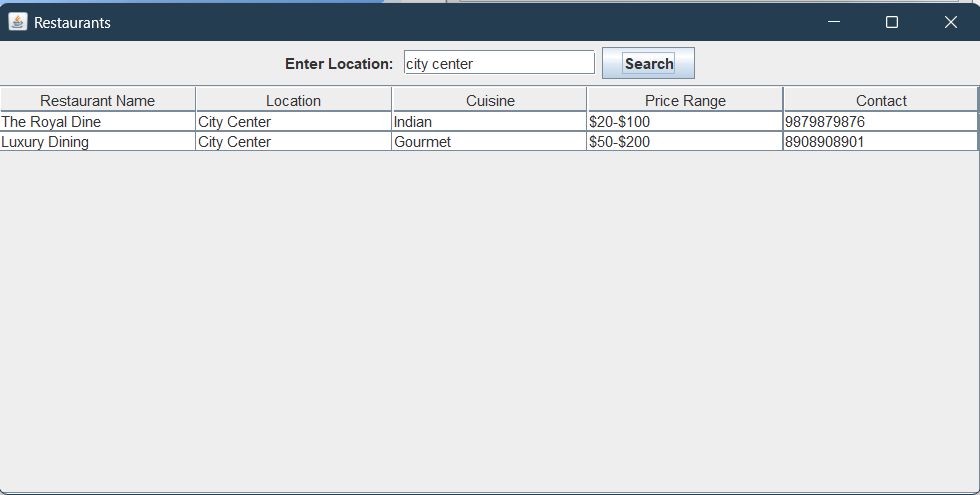 Restaurants
Enter Location: city center Search
Restaurant Name Location Cuisine Price Range Contact
The Royal Dine City Center Indian $20-$100 9879879876
Luxury Dining City Center Gourmet $50-$200 8908908901